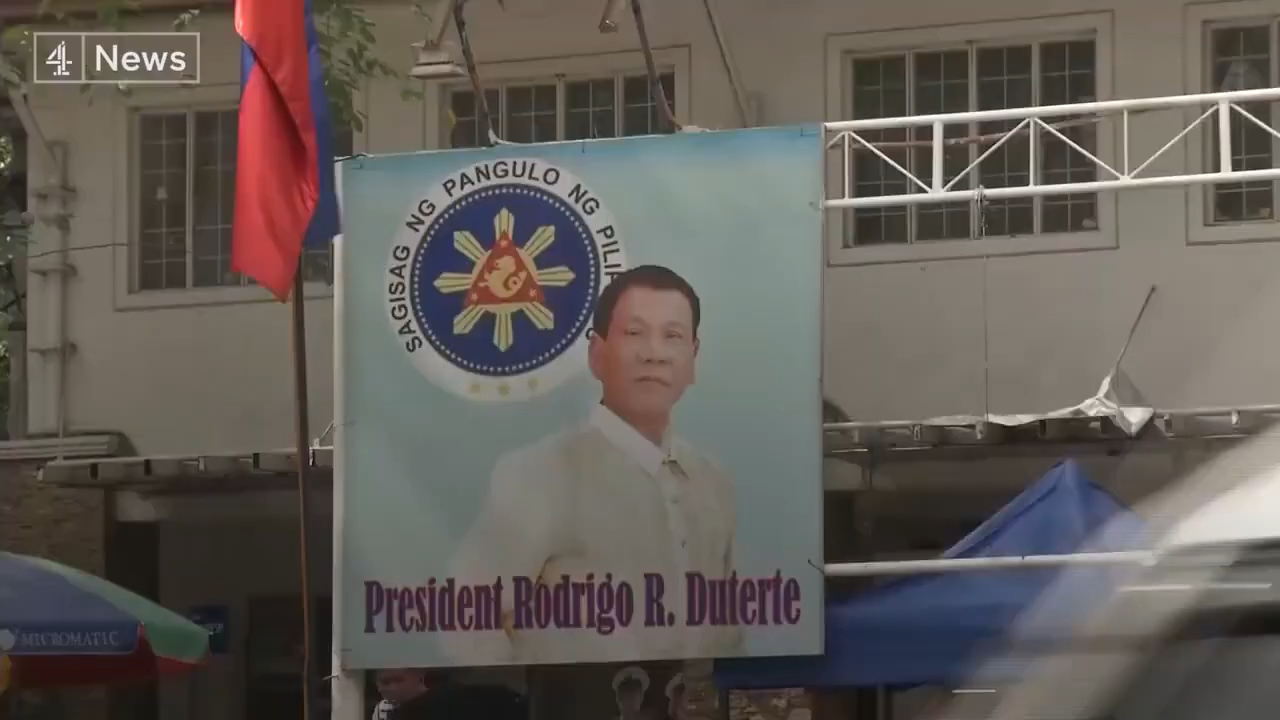 4 News
SAGISAG NG PANGULO NG PILI
President Rodrigo R. Duterte
MICROMATIC